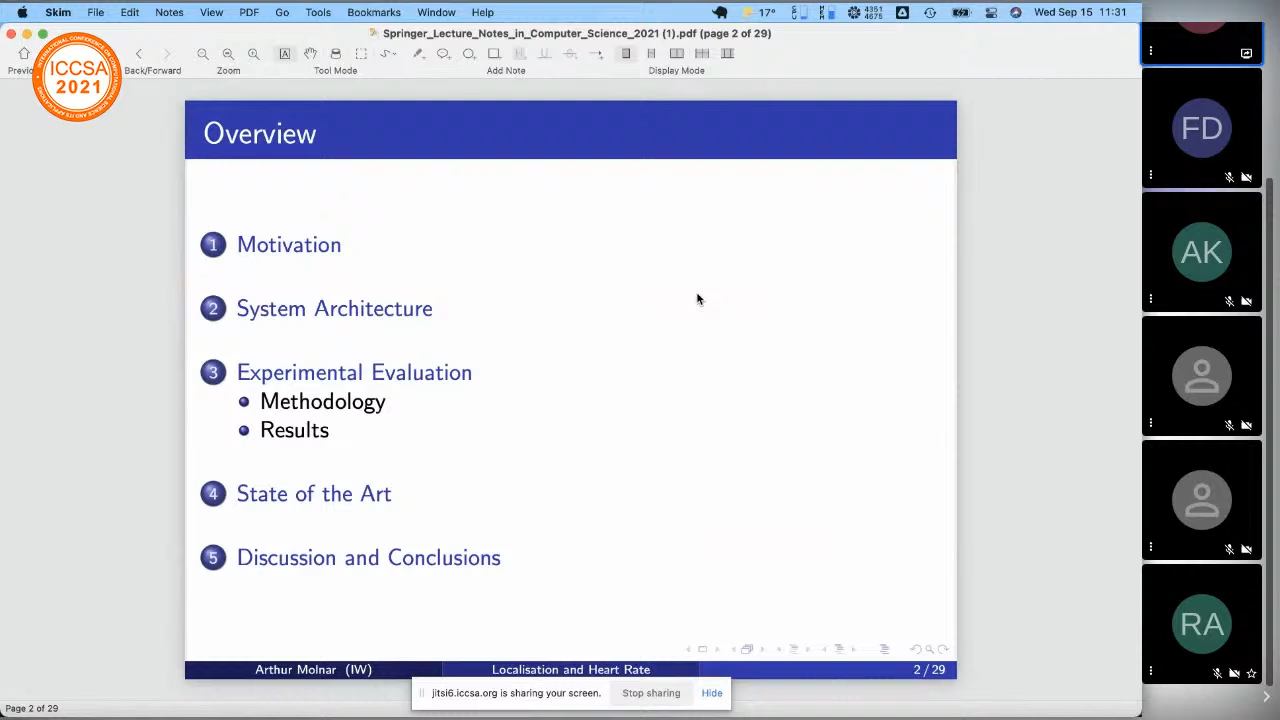 Skim File Edit Notes View PDF Go Tools Bookmarks Window Help 17° 4351 4675 Wed Sep 15 11:31
Springer_Lecture_Notes_in_Computer_Science_2021 (1).pdf (page 2 of 29)
Back/Forward Zoom Tool Mode Add Note Display Mode
ICCSA
2021
Overview
1 Motivation
2 System Architecture
3 Experimental Evaluation
Methodology
Results
4 State of the Art
5 Discussion and Conclusions
Arthur Molnar (IW) Localisation and Heart Rate 2 / 29
jitsi6.iccsa.org is sharing your screen. Stop sharing Hide
Page 2 of 29
FD
AK
RA